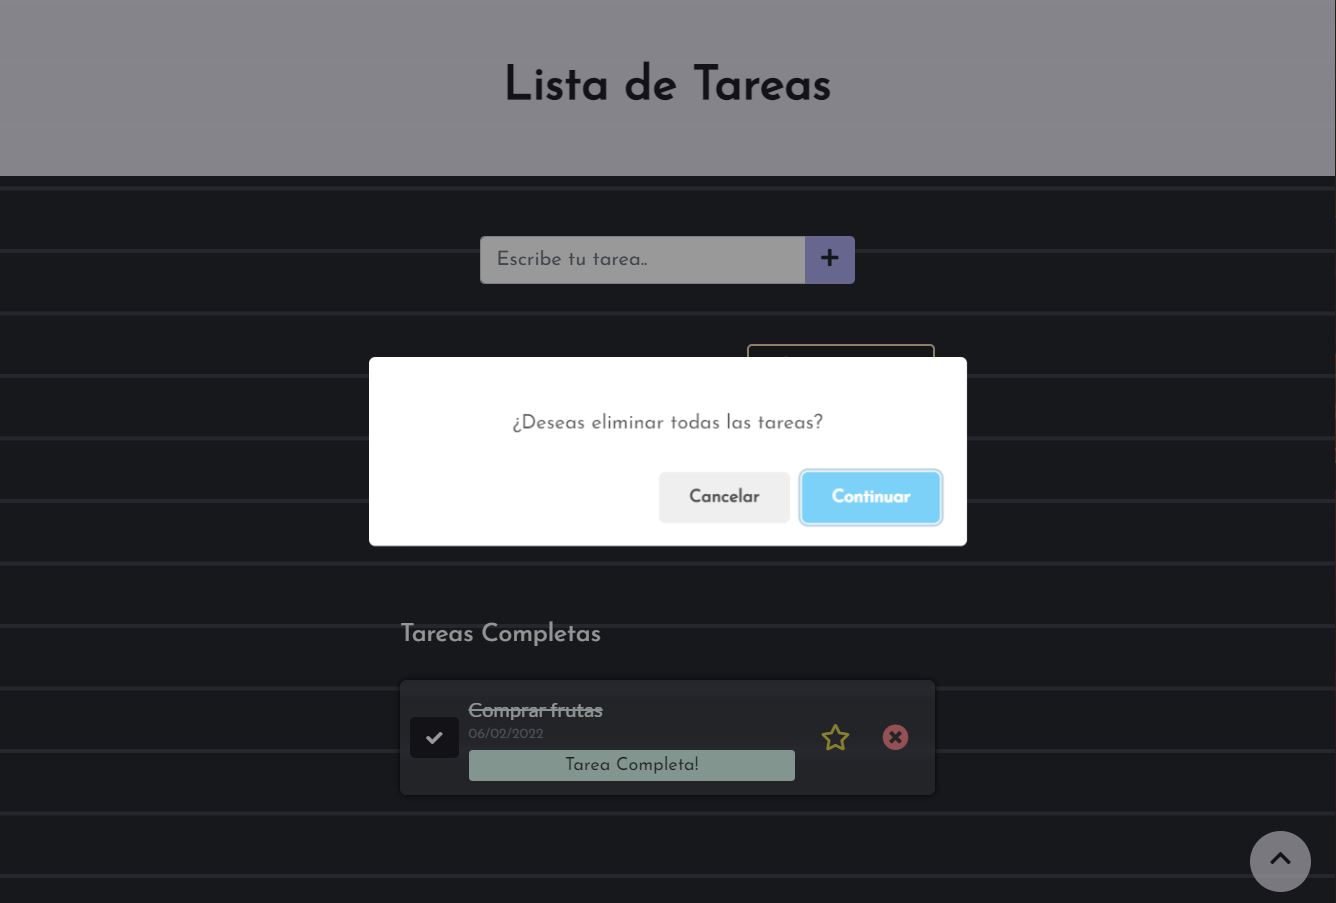 Lista de Tareas
Escribe tu tarea..
¿Deseas eliminar todas las tareas?
Cancelar
Continuar
Tareas Completas
Comprar frutas
06/02/2022
Tarea Completa!